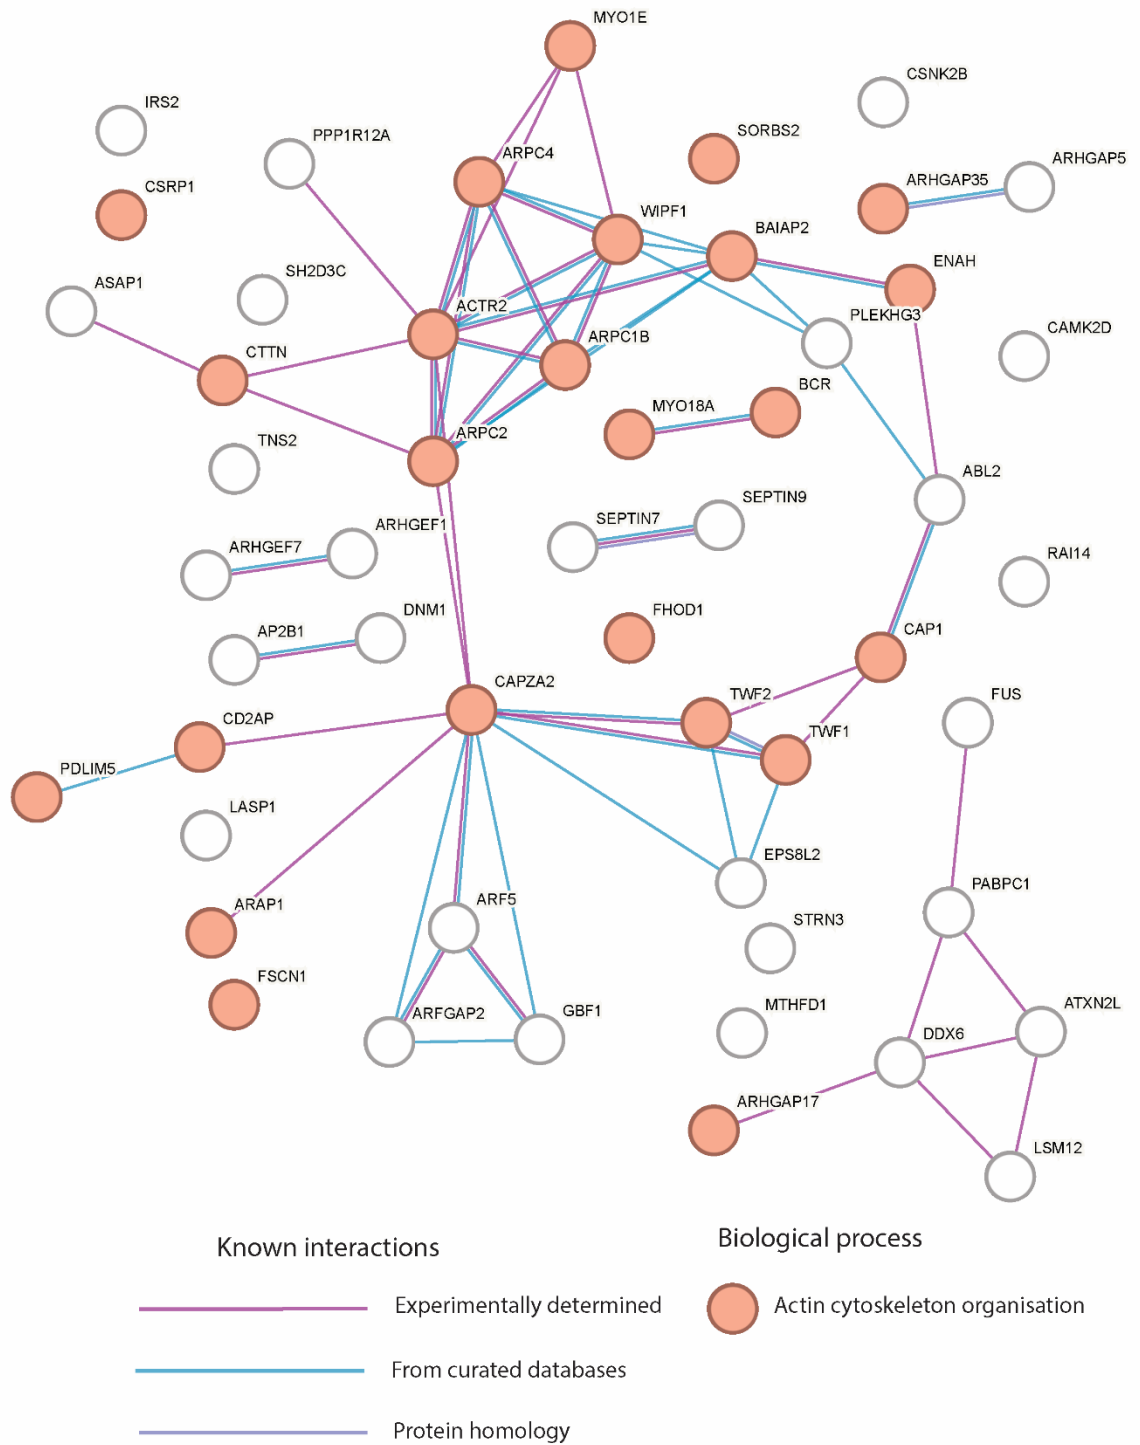 MYO1E
CSNK2B
IRS2
PPP1R12A
SORBS2
ARPC4
ARHGAP5
ARHGAP35
CSRP1
WIPF1
BAIAP2
ENAH
SH2D3C
ASAP1
ACTR2
PLEKHG3
CAMK2D
ARPC1B
CTTN
BCR
MYO18A
ARPC2
TNS2
ABL2
SEPTIN9
SEPTIN7
ARHGEF1
ARHGEF7
RAI14
DNM1
FHOD1
AP2B1
CAP1
CAPZA2
TWF2
FUS
CD2AP
TWF1
PDLIM5
LASP1
EPS8L2
PABPC1
ARF5
ARAP1
STRN3
FSCN1
ARFGAP2
GBF1
MTHFD1
ATXN2L
DDX6
ARHGAP17
LSM12
Known interactions
Biological process
Experimentally determined
Actin cytoskeleton organisation
From curated databases
Protein homology